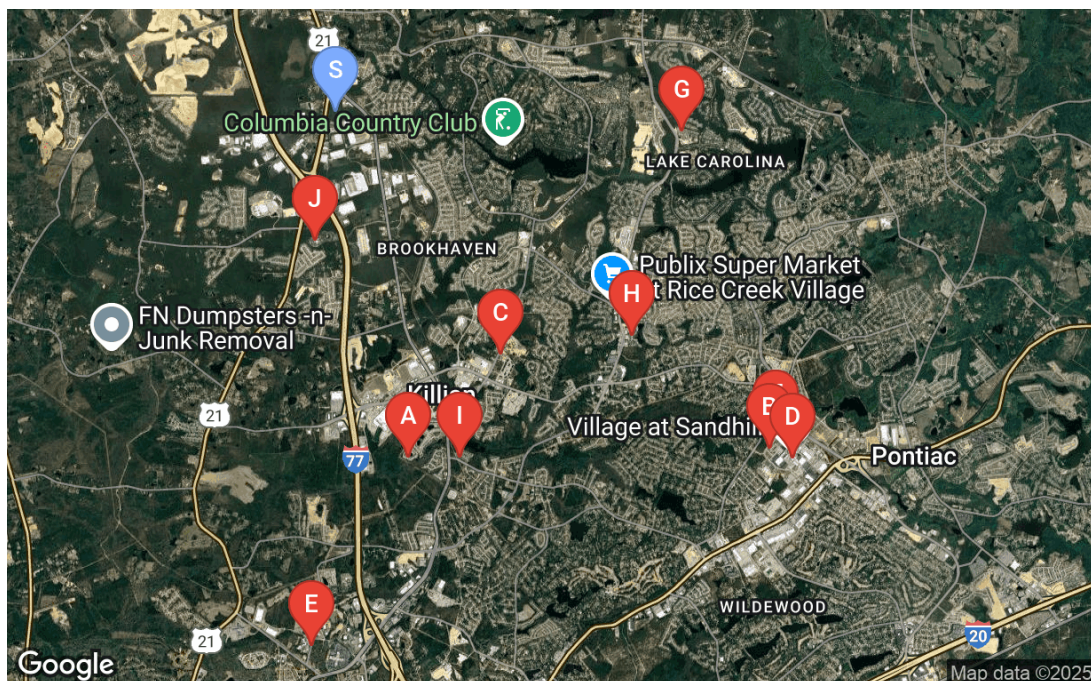 21
S
G
Columbia Country Club
LAKE CAROLINA
J
BROOKHAVEN
Publix Super Market
t Rice Creek Village
H
FN Dumpsters -n-
Junk Removal
C
Killian
21
A
I
B
D
Village at Sandhill
77
Pontiac
E
WILDEWOOD
21
20
Google
Map data ©2025